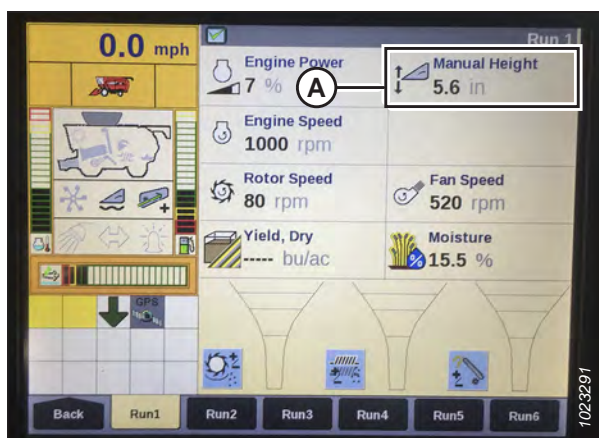 0.0 mph
Run 1
Engine Power
7 %
A
Manual Height
5.6 in
Engine Speed
1000 rpm
Rotor Speed
80 rpm
Fan Speed
520 rpm
Yield, Dry
----- bu/ac
Moisture
15.5 %
GPS
Back
Run1
Run2
Run3
Run4
Run5
Run6
1023291